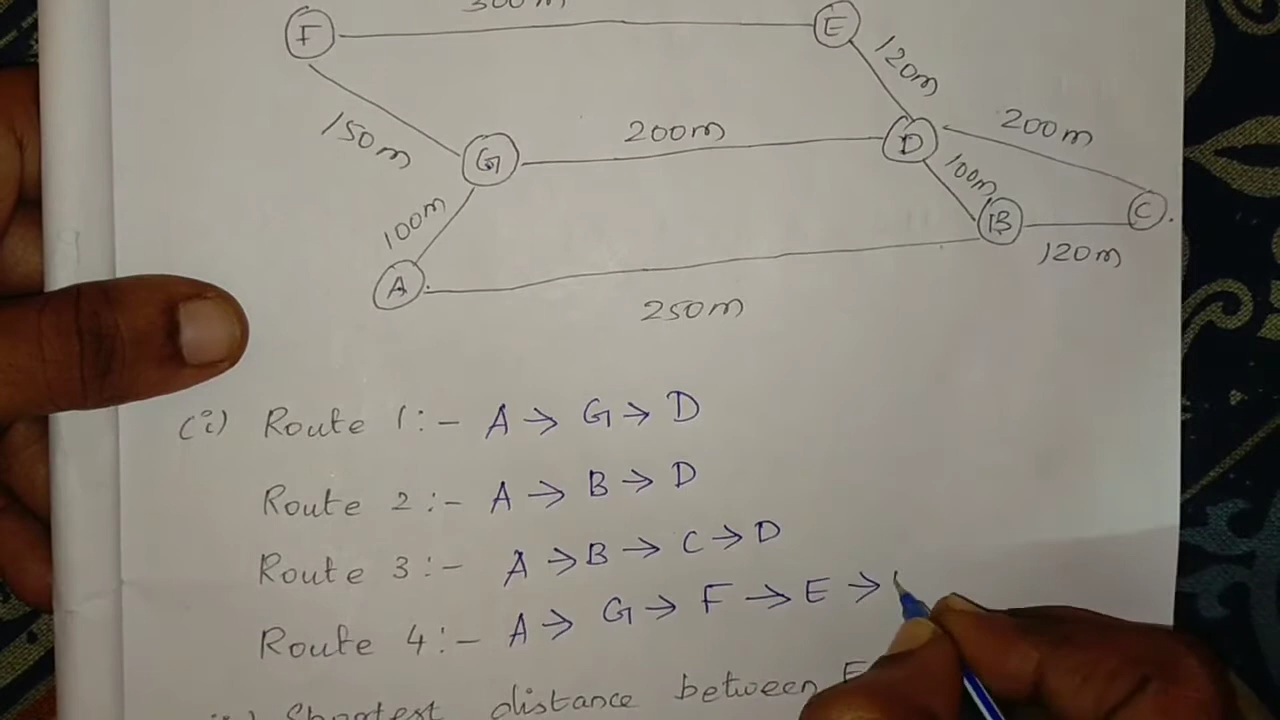 300m
F
E
120m
150m
G
200m
D
200m
100m
100m
B
C
120m
A
250m
(i) Route 1:- A → G → D
Route 2:- A → B → D
Route 3:- A → B → C → D
Route 4:- A → G → F → E →
Shortest distance between